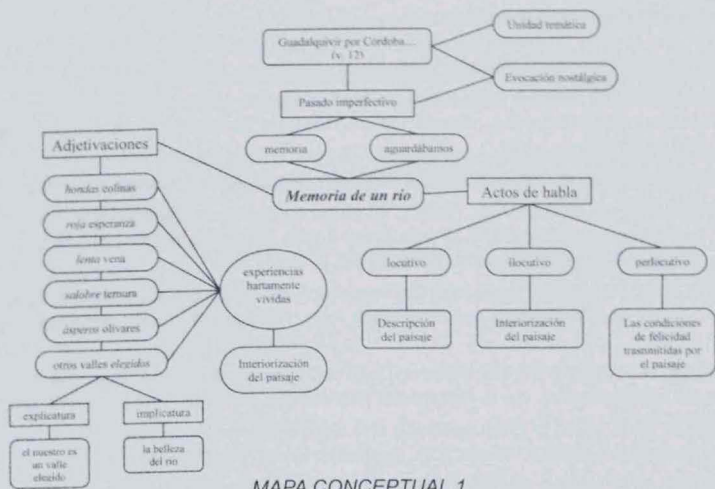 Unidad temática
Guadalquivir por Córdoba...
(v. 12)
Evocación nostálgica
Pasado imperfectivo
Adjetivaciones
memoria
aguardábamos
Memoria de un río
Actos de habla
hondas colinas
roja esperanza
lenta vena
salobre ternura
ásperos olivares
otros valles elegidos
experiencias
hartamente
vividas
Interiorización
del paisaje
locutivo
ilocutivo
perlocutivo
Descripción
del paisaje
Interiorización
del paisaje
Las condiciones
de felicidad
trasmitidas por
el paisaje
explicatura
implicatura
el nuestro es
un valle
elegido
la belleza
del río
MAPA CONCEPTUAL 1